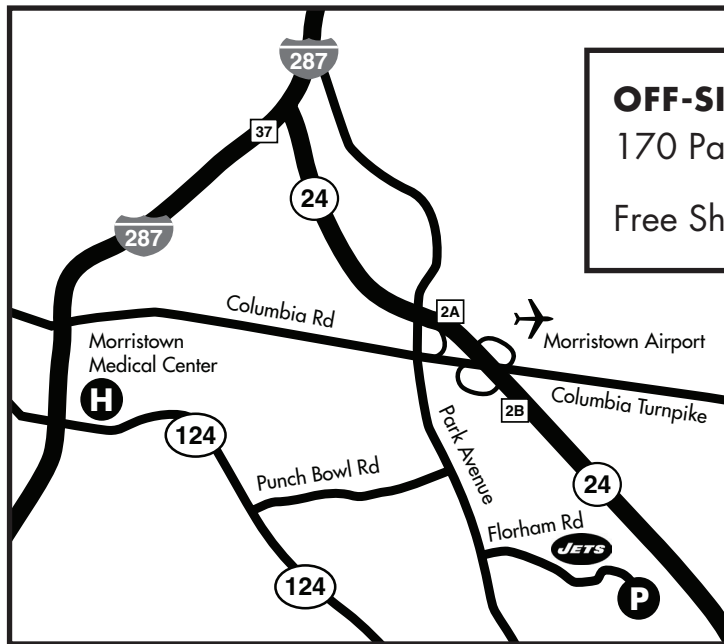 287
OFF-SI
170 Pa
Free Sh
37
24
287
2A
Columbia Rd
Morristown Airport
Morristown
Medical Center
H
Columbia Turnpike
2B
124
Park Avenue
Punch Bowl Rd
24
Florham Rd
JETS
124
P